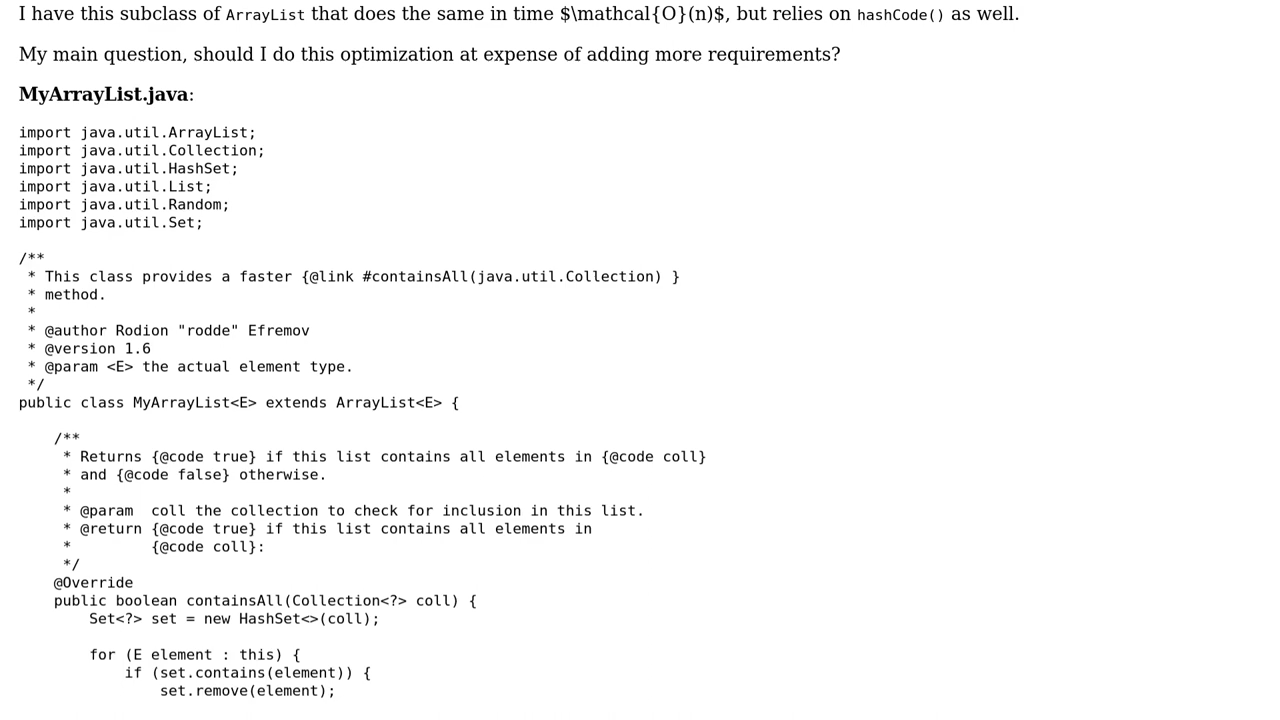 I have this subclass of ArrayList that does the same in time $\mathcal{O}(n)$, but relies on hashCode() as well.
My main question, should I do this optimization at expense of adding more requirements?
MyArrayList.java:
import java.util.ArrayList;
import java.util.Collection;
import java.util.HashSet;
import java.util.List;
import java.util.Random;
import java.util.Set;
/**
 * This class provides a faster {@link #containsAll(java.util.Collection) }
 * method.
 *
 * @author Rodion "rodde" Efremov
 * @version 1.6
 * @param <E> the actual element type.
 */
public class MyArrayList<E> extends ArrayList<E> {
    /**
     * Returns {@code true} if this list contains all elements in {@code coll}
     * and {@code false} otherwise.
     *
     * @param  coll the collection to check for inclusion in this list.
     * @return {@code true} if this list contains all elements in
     *         {@code coll}:
     */
    @Override
    public boolean containsAll(Collection<?> coll) {
        Set<?> set = new HashSet<>(coll);
        for (E element : this) {
            if (set.contains(element)) {
                set.remove(element);